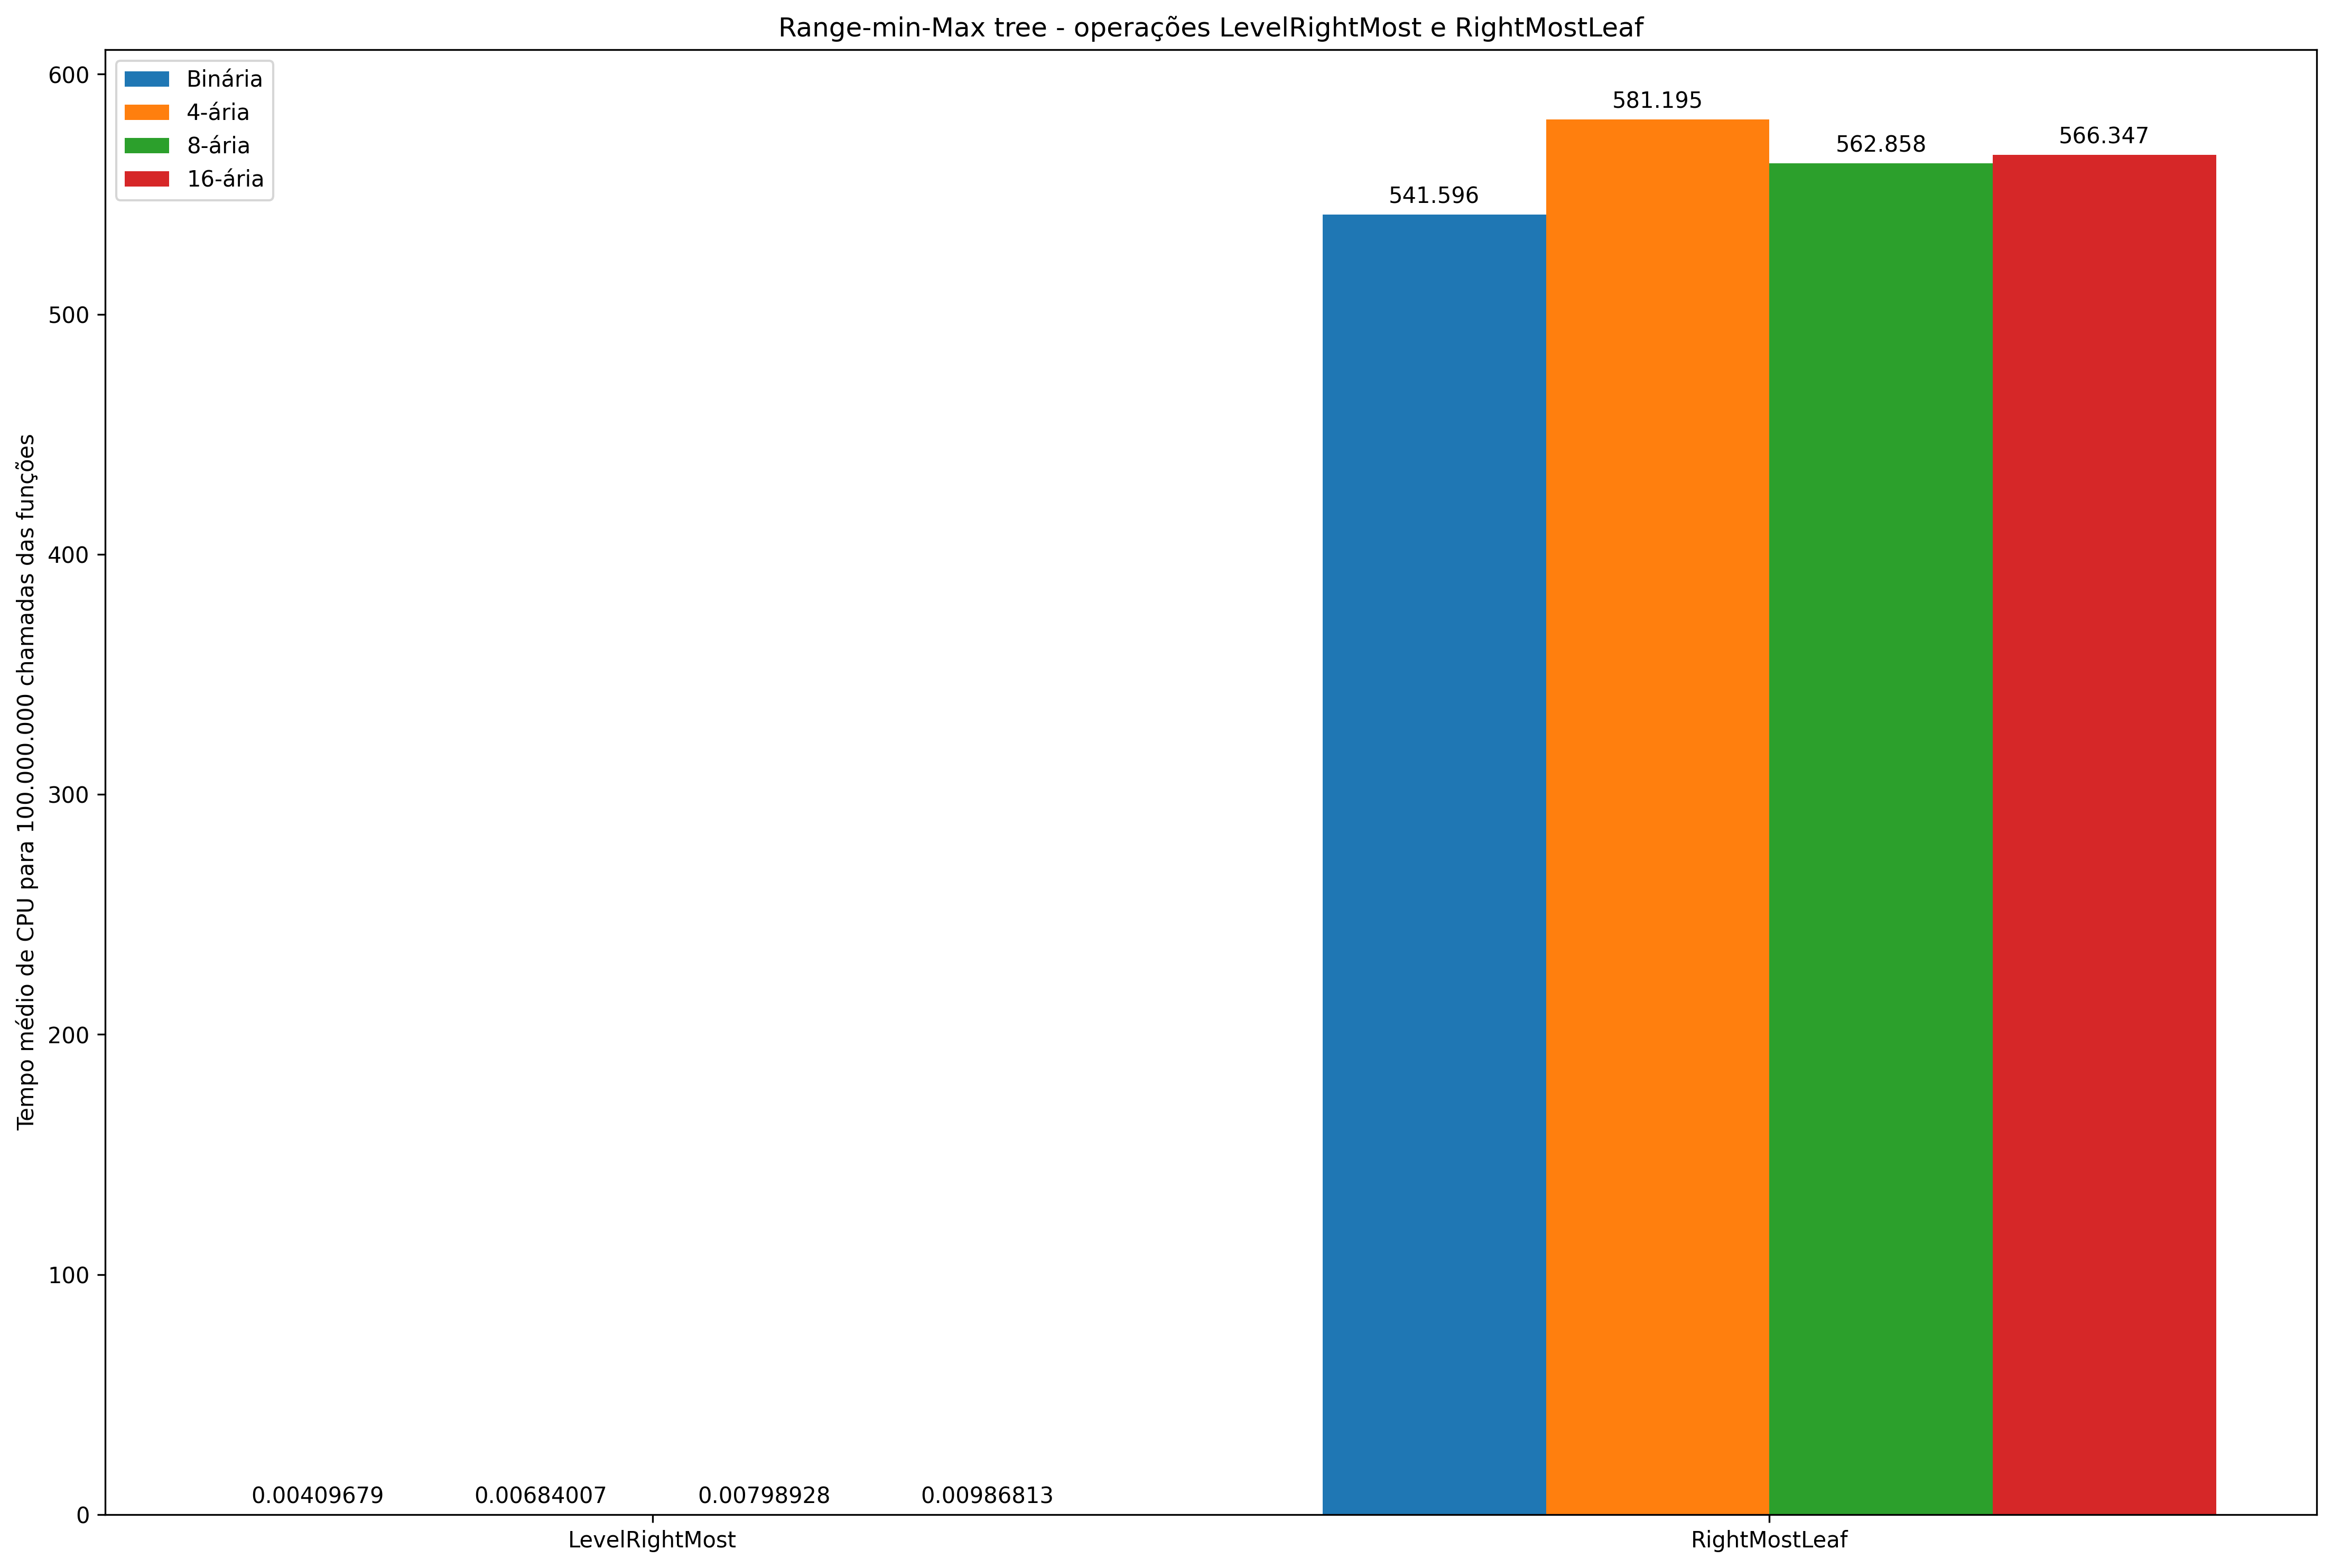 Range-min-Max tree - operações LevelRightMost e RightMostLeaf
Binária
4-ária
8-ária
16-ária
Tempo médio de CPU para 100.000.000 chamadas das funções
600
500
400
300
200
100
0
0.00409679
0.00684007
0.00798928
0.00986813
541.596
581.195
562.858
566.347
LevelRightMost
RightMostLeaf